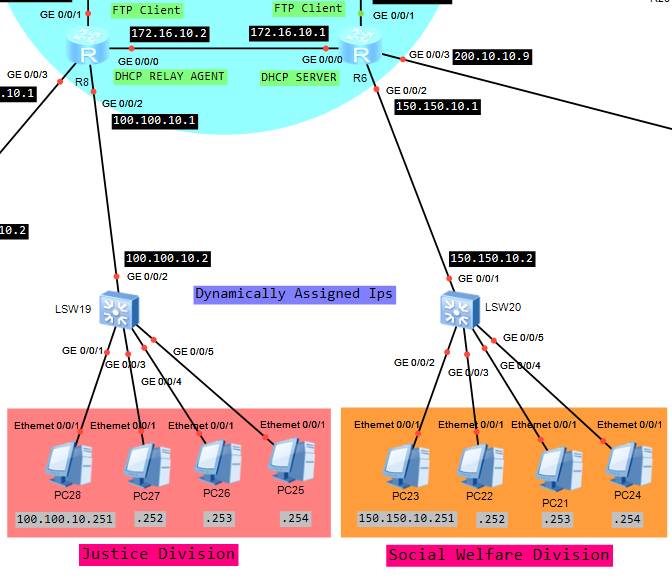 FTP Client
FTP Client
GE 0/0/1
GE 0/0/1
172.16.10.2
172.16.10.1
R
R
GE 0/0/0
GE 0/0/0
GE 0/0/3
200.10.10.9
GE 0/0/3
R8
DHCP RELAY AGENT
DHCP SERVER
R6
.10.1
GE 0/0/2
GE 0/0/2
100.100.10.1
150.150.10.1
10.2
100.100.10.2
150.150.10.2
GE 0/0/2
GE 0/0/1
Dynamically Assigned Ips
LSW19
LSW20
GE 0/0/1
GE 0/0/3
GE 0/0/4
GE 0/0/5
GE 0/0/2
GE 0/0/3
GE 0/0/4
GE 0/0/5
Ethernet 0/0/1
Ethernet 0/0/1
Ethernet 0/0/1
Ethernet 0/0/1
Ethernet 0/0/1
Ethernet 0/0/1
Ethernet 0/0/1
Ethernet 0/0/1
PC28
PC27
PC26
PC25
PC23
PC22
PC21
PC24
100.100.10.251
.252
.253
.254
150.150.10.251
.252
.253
.254
Justice Division
Social Welfare Division